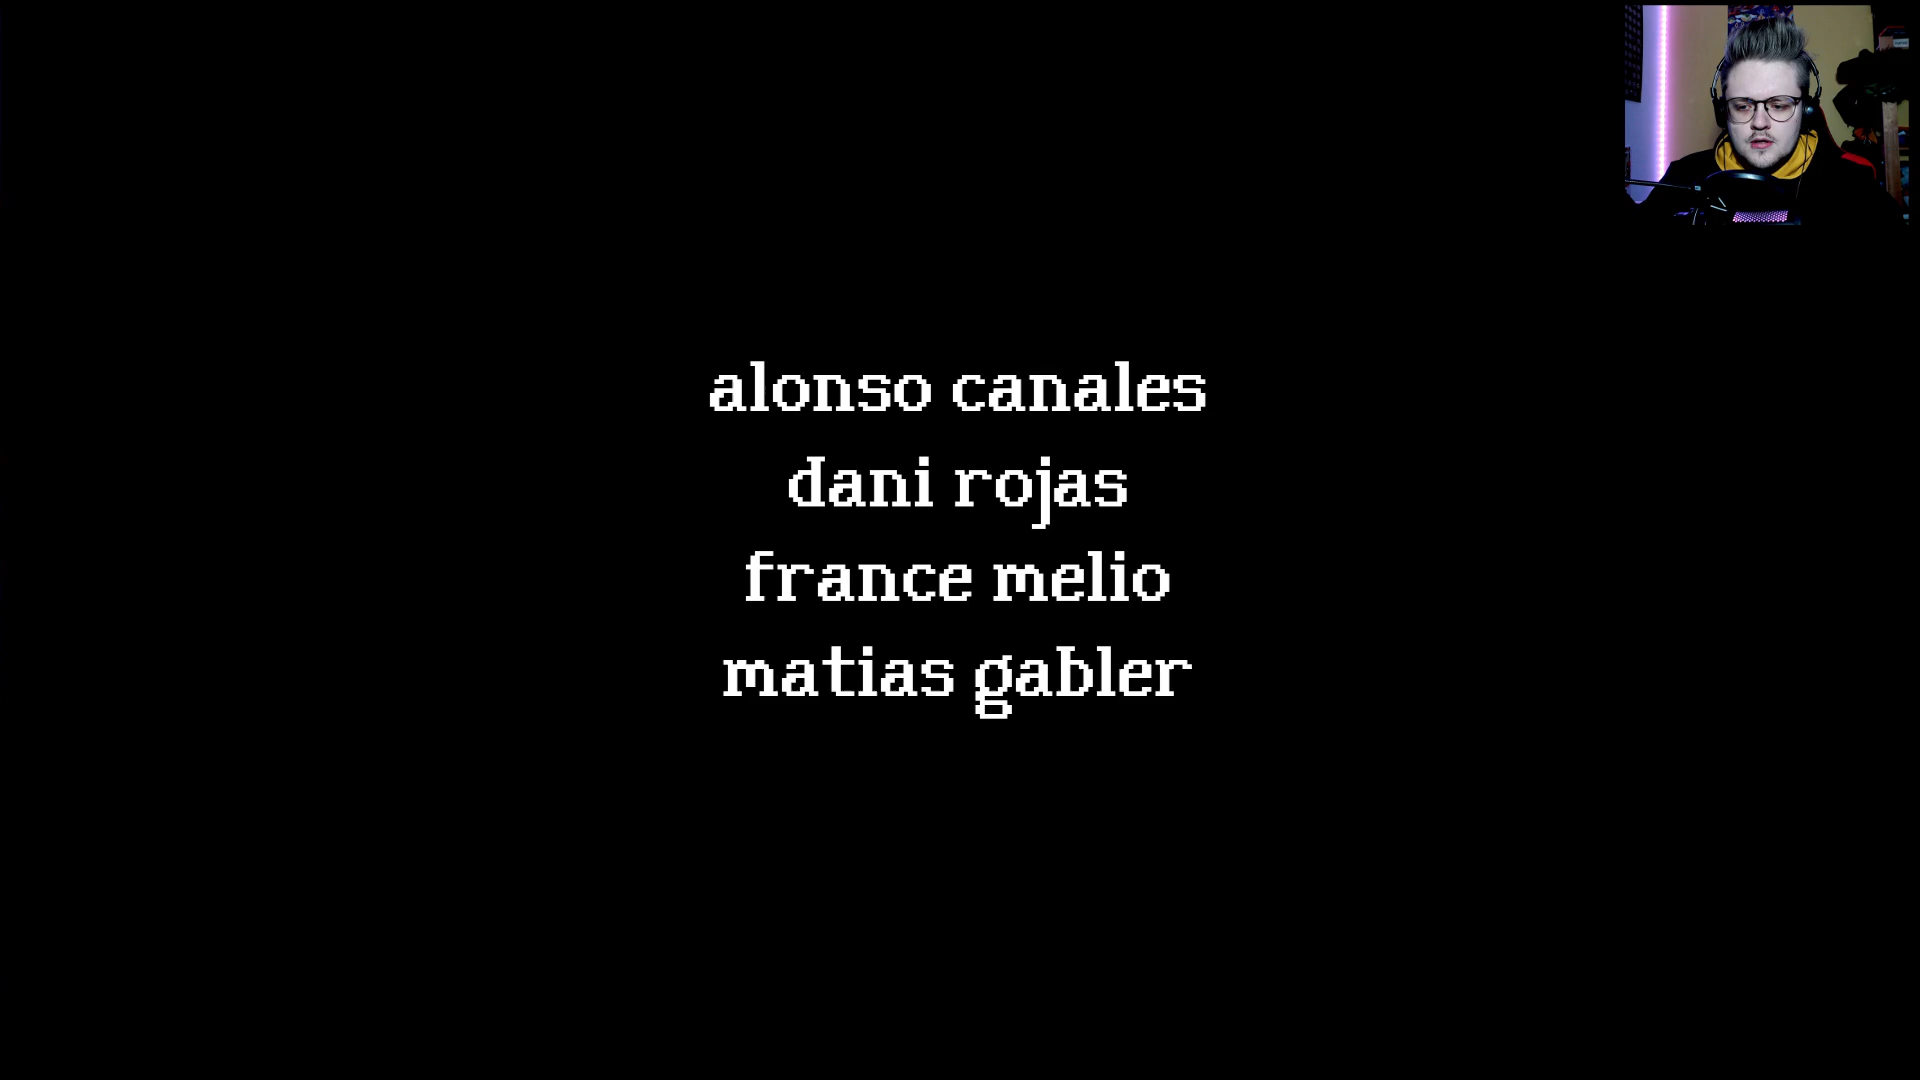 alonso canales
dani rojas
france melio
matias gabler